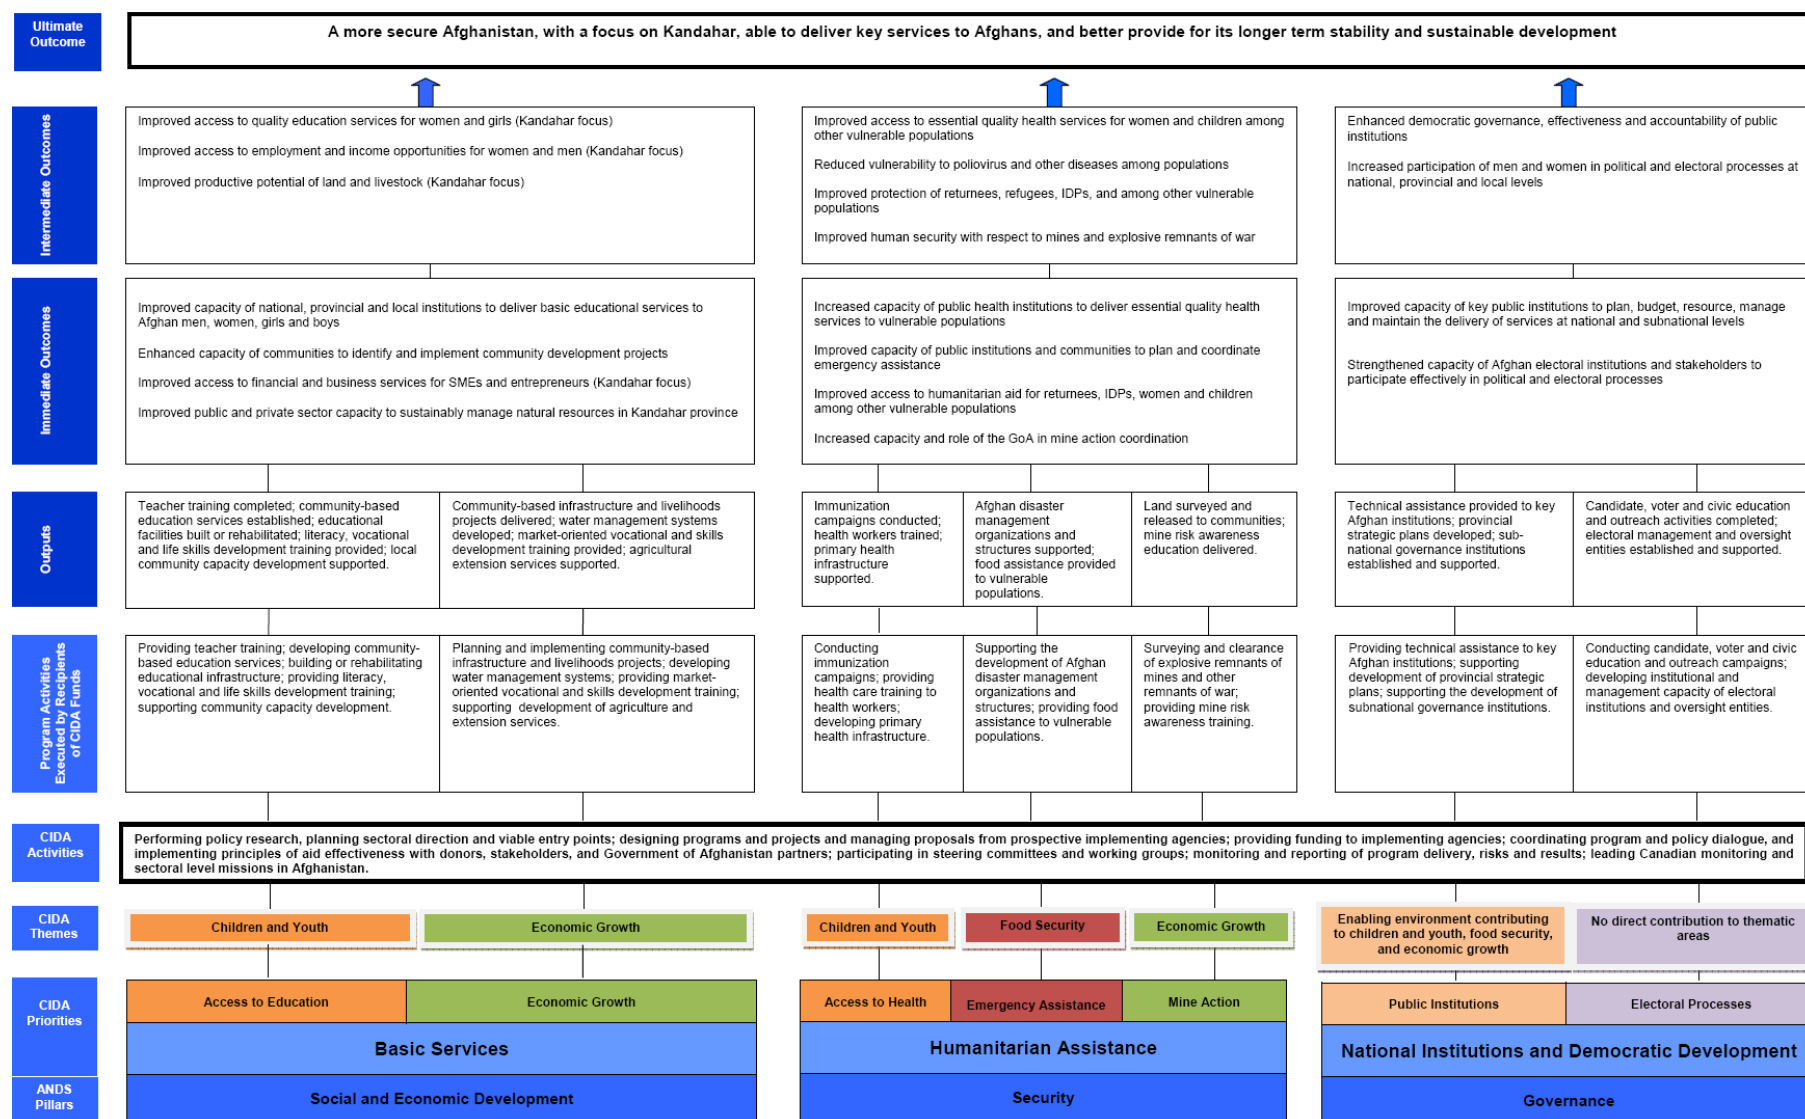 Ultimate
Outcome
A more secure Afghanistan, with a focus on Kandahar, able to deliver key services to Afghans, and better provide for its longer term stability and sustainable development
Intermediate Outcomes
Improved access to quality education services for women and girls (Kandahar focus)
Improved access to employment and income opportunities for women and men (Kandahar focus)
Improved productive potential of land and livestock (Kandahar focus)
Improved access to essential quality health services for women and children among
other vulnerable populations
Reduced vulnerability to poliovirus and other diseases among populations
Improved protection of returnees, refugees, IDPs, and among other vulnerable
populations
Improved human security with respect to mines and explosive remnants of war
Enhanced democratic governance, effectiveness and accountability of public
institutions
Increased participation of men and women in political and electoral processes at
national, provincial and local levels
Immediate Outcomes
Improved capacity of national, provincial and local institutions to deliver basic educational services to
Afghan men, women, girls and boys
Enhanced capacity of communities to identify and implement community development projects
Improved access to financial and business services for SMEs and entrepreneurs (Kandahar focus)
Improved public and private sector capacity to sustainably manage natural resources in Kandahar province
Increased capacity of public health institutions to deliver essential quality health
services to vulnerable populations
Improved capacity of public institutions and communities to plan and coordinate
emergency assistance
Improved access to humanitarian aid for returnees, IDPs, women and children
among other vulnerable populations
Increased capacity and role of the GoA in mine action coordination
Improved capacity of key public institutions to plan, budget, resource, manage
and maintain the delivery of services at national and subnational levels
Strengthened capacity of Afghan electoral institutions and stakeholders to
participate effectively in political and electoral processes
Outputs
Teacher training completed; community-based
education services established; educational
facilities built or rehabilitated; literacy, vocational
and life skills development training provided; local
community capacity development supported.
Community-based infrastructure and livelihoods
projects delivered; water management systems
developed; market-oriented vocational and skills
development training provided; agricultural
extension services supported.
Immunization
campaigns conducted;
health workers trained;
primary health
infrastructure
supported.
Afghan disaster
management
organizations and
structures supported;
food assistance provided
to vulnerable
populations.
Land surveyed and
released to communities;
mine risk awareness
education delivered.
Technical assistance provided to key
Afghan institutions; provincial
strategic plans developed; sub-
national governance institutions
established and supported.
Candidate, voter and civic education
and outreach activities completed;
electoral management and oversight
entities established and supported.
Program Activities
Executed by Recipients
of CIDA Funds
Providing teacher training; developing community-
based education services; building or rehabilitating
educational infrastructure; providing literacy,
vocational and life skills development training;
supporting community capacity development.
Planning and implementing community-based
infrastructure and livelihoods projects; developing
water management systems; providing market-
oriented vocational and skills development training;
supporting development of agriculture and
extension services.
Conducting
immunization
campaigns; providing
health care training to
health workers;
developing primary
health infrastructure.
Supporting the
development of Afghan
disaster management
organizations and
structures; providing food
assistance to vulnerable
populations.
Surveying and clearance
of explosive remnants of
mines and other
remnants of war;
providing mine risk
awareness training.
Providing technical assistance to key
Afghan institutions; supporting
development of provincial strategic
plans; supporting the development of
subnational governance institutions.
Conducting candidate, voter and civic
education and outreach campaigns;
developing institutional and
management capacity of electoral
institutions and oversight entities.
CIDA
Activities
Performing policy research, planning sectoral direction and viable entry points; designing programs and projects and managing proposals from prospective implementing agencies; providing funding to implementing agencies; coordinating program and policy dialogue, and
implementing principles of aid effectiveness with donors, stakeholders, and Government of Afghanistan partners; participating in steering committees and working groups; monitoring and reporting of program delivery, risks and results; leading Canadian monitoring and
sectoral level missions in Afghanistan.
CIDA
Themes
Children and Youth
Economic Growth
Children and Youth
Food Security
Economic Growth
Enabling environment contributing
to children and youth, food security,
and economic growth
No direct contribution to thematic
areas
CIDA
Priorities
Access to Education
Economic Growth
Access to Health
Emergency Assistance
Mine Action
Public Institutions
Electoral Processes
Basic Services
Humanitarian Assistance
National Institutions and Democratic Development
ANDS
Pillars
Social and Economic Development
Security
Governance